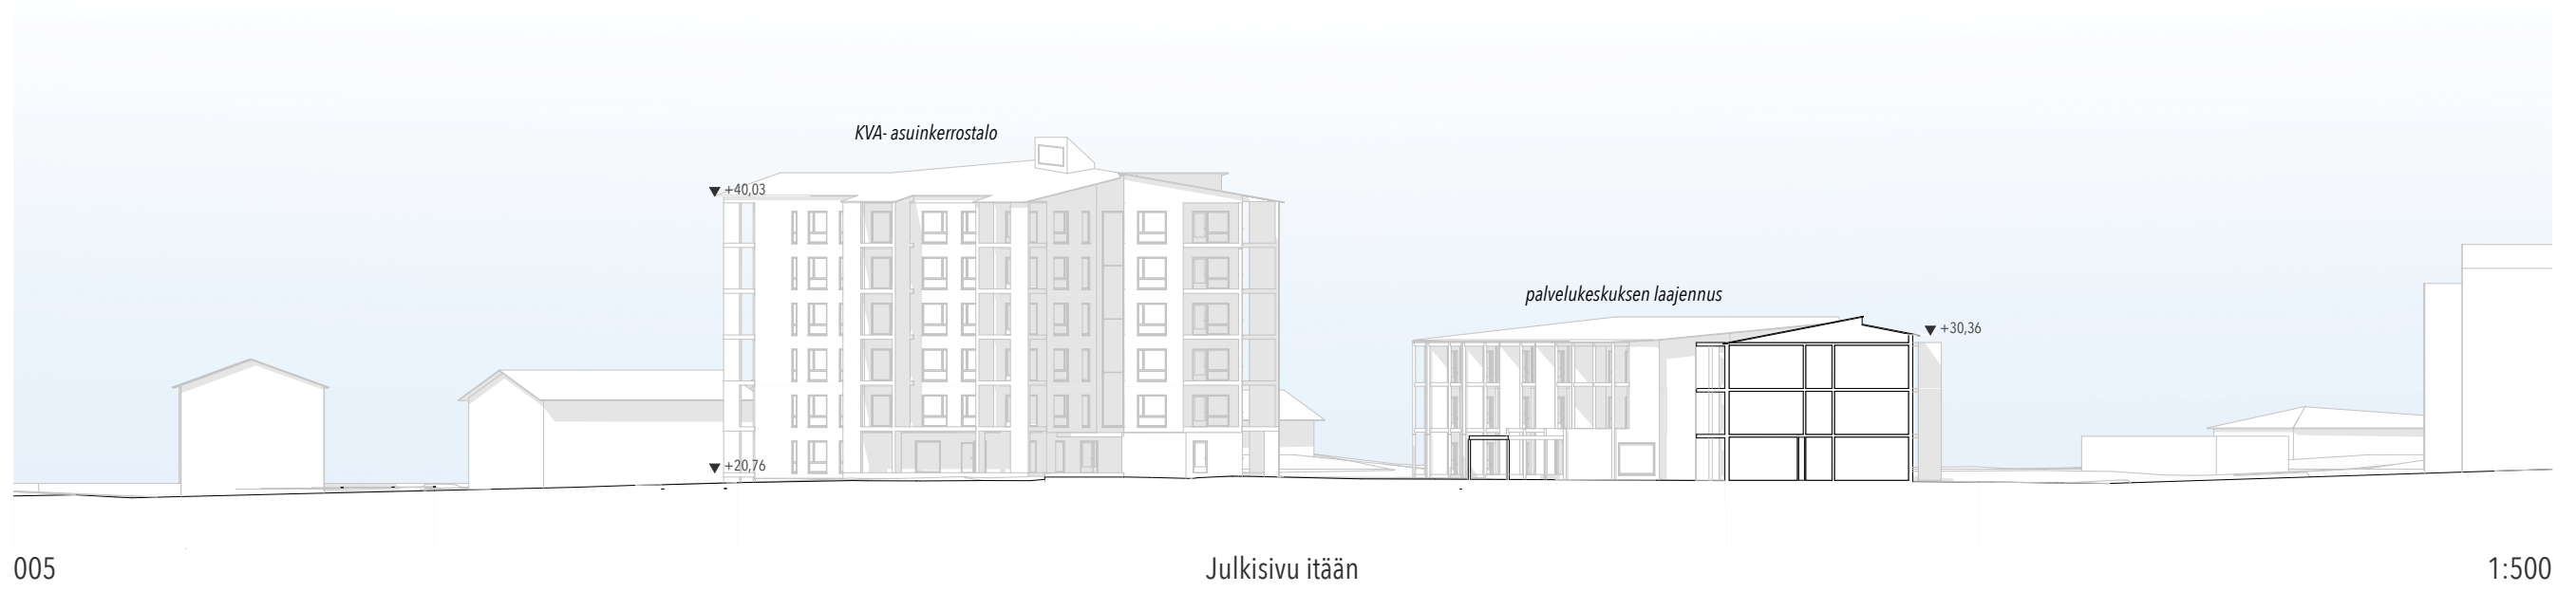 KVA- asuinkerrostalo
+40,03
palvelukeskuksen laajennus
+30,36
+20,76
005
Julkisivu itään
1:500